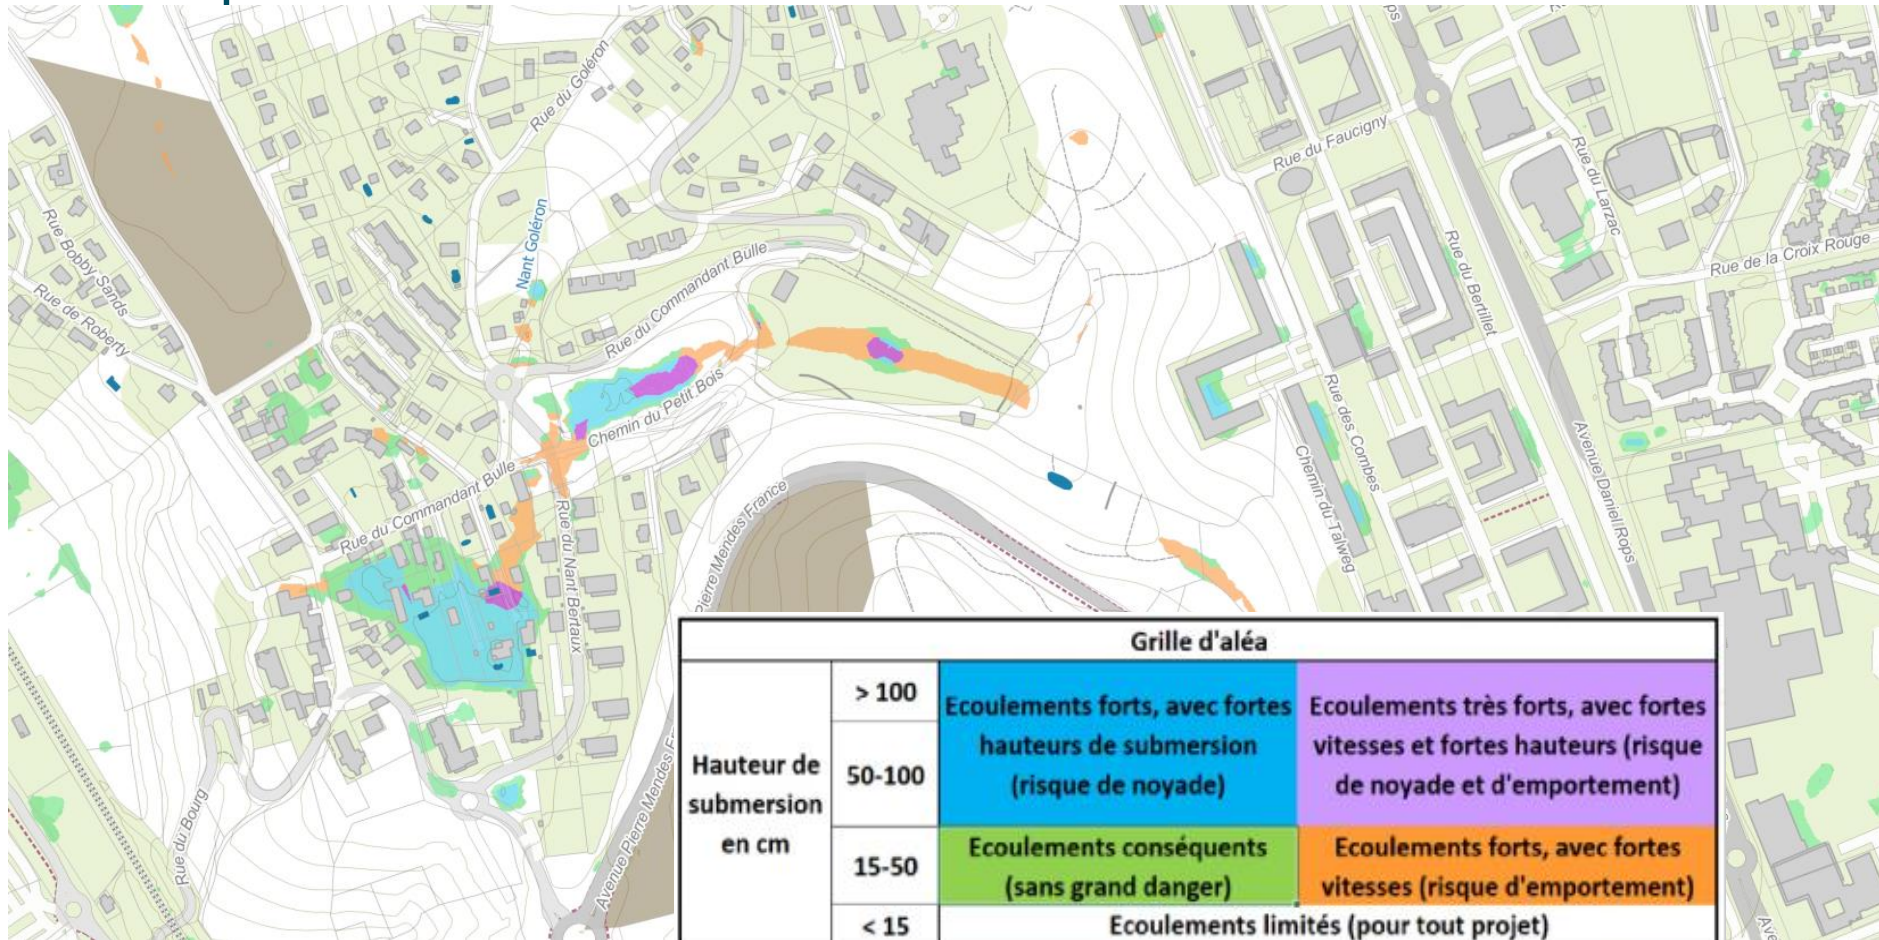 Rue du Goléron
Rue du Faucigny
Rue du Larzac
Rue de la Croix Rouge
Rue du Bertillet
Rue Bobby Sands
Rue de Roberty
Nant Goléron
Rue du Commandant Bulle
Chemin du Petit Bois
Rue des Combes
Chemin du Talweg
Avenue Daniel Rops
Rue du Commandant Bulle
Rue du Nant Bertaux
Pierre Mendes France
Rue du Bourg
Avenue Pierre Mendes F
Grille d'aléa
Hauteur de
submersion
en cm
> 100
50-100
15-50
< 15
Ecoulements forts, avec fortes
hauteurs de submersion
(risque de noyade)
Ecoulements très forts, avec fortes
vitesses et fortes hauteurs (risque
de noyade et d'emportement)
Ecoulements conséquents
(sans grand danger)
Ecoulements forts, avec fortes
vitesses (risque d'emportement)
Ecoulements limités (pour tout projet)